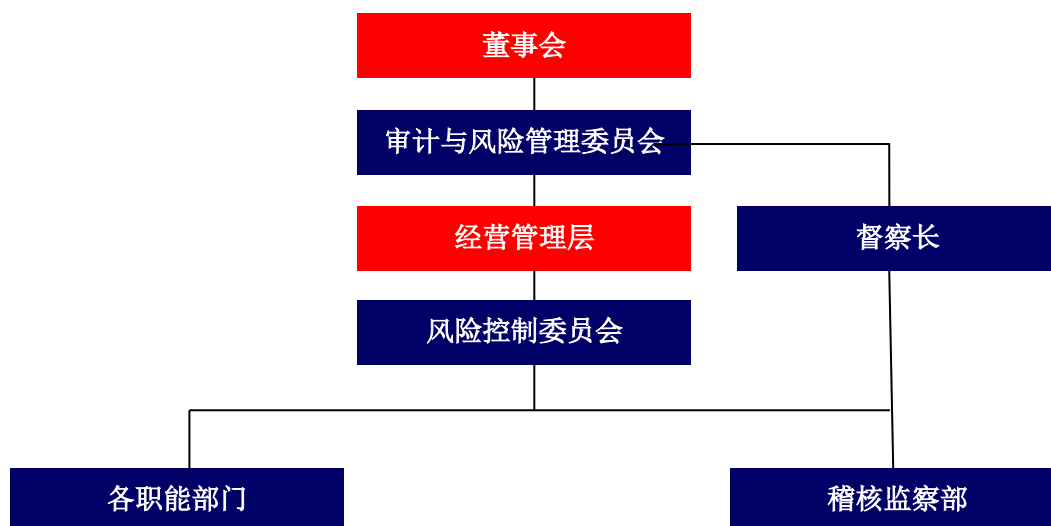 董事会
审计与风险管理委员会
经营管理层
督察长
风险控制委员会
各职能部门
稽核监察部